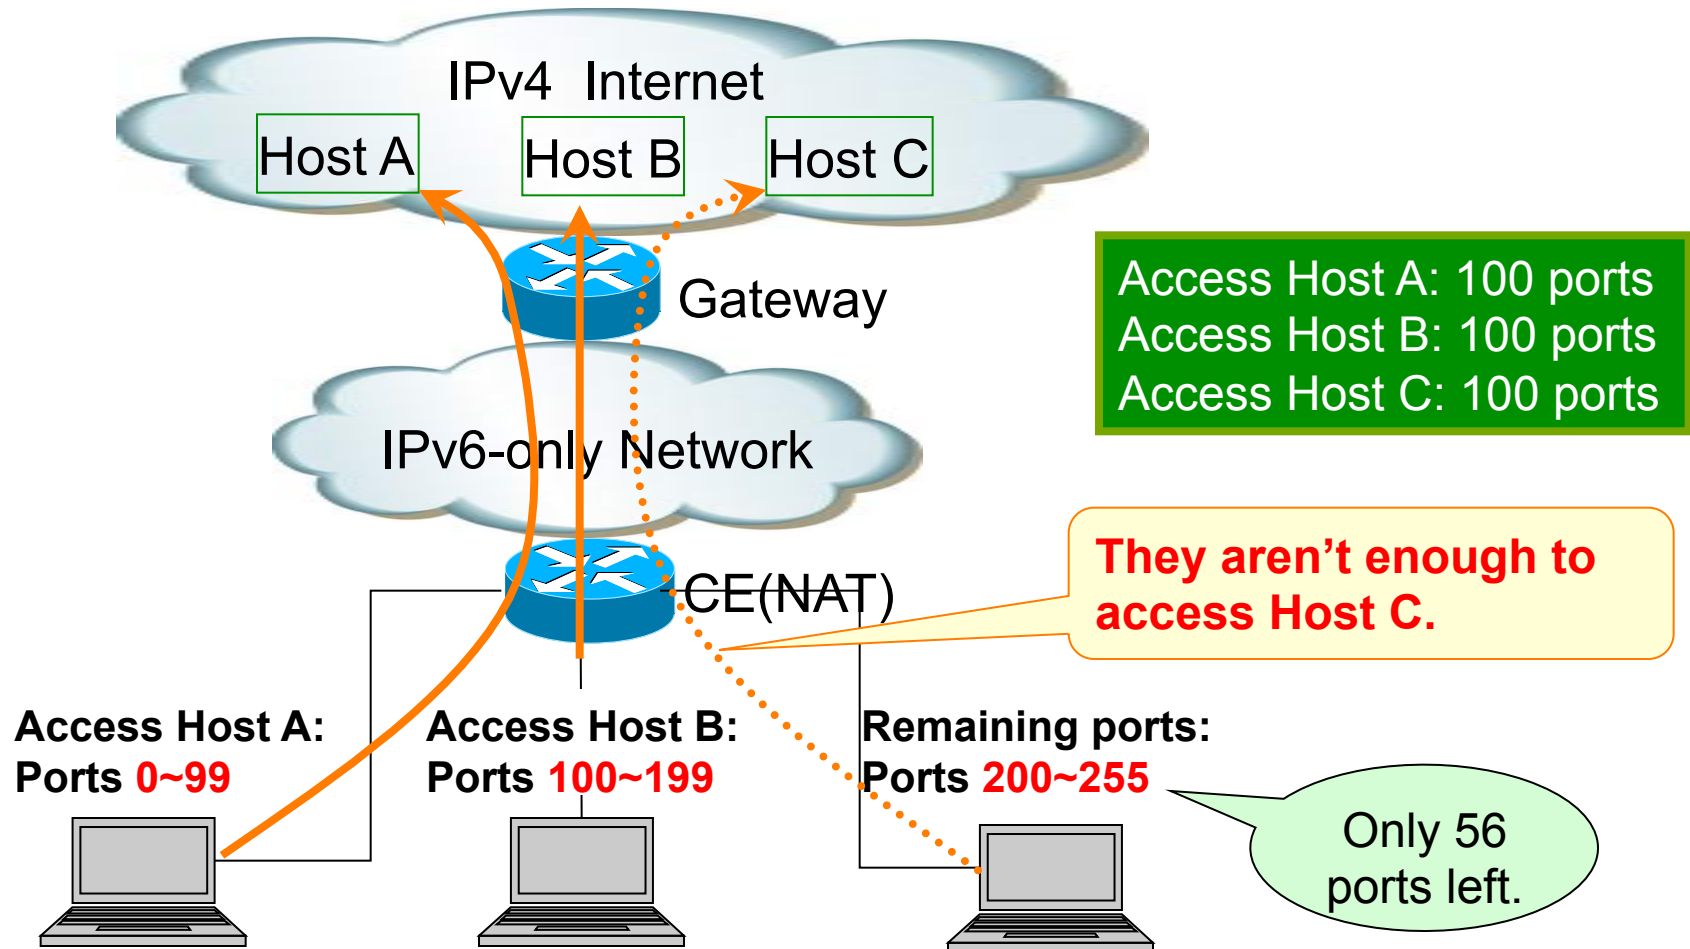 IPv4 Internet
Host A
Host B
Host C
Gateway
Access Host A: 100 ports
Access Host B: 100 ports
Access Host C: 100 ports
IPv6-only Network
They aren’t enough to
access Host C.
CE(NAT)
Access Host A:
Ports 0~99
Access Host B:
Ports 100~199
Remaining ports:
Ports 200~255
Only 56
ports left.